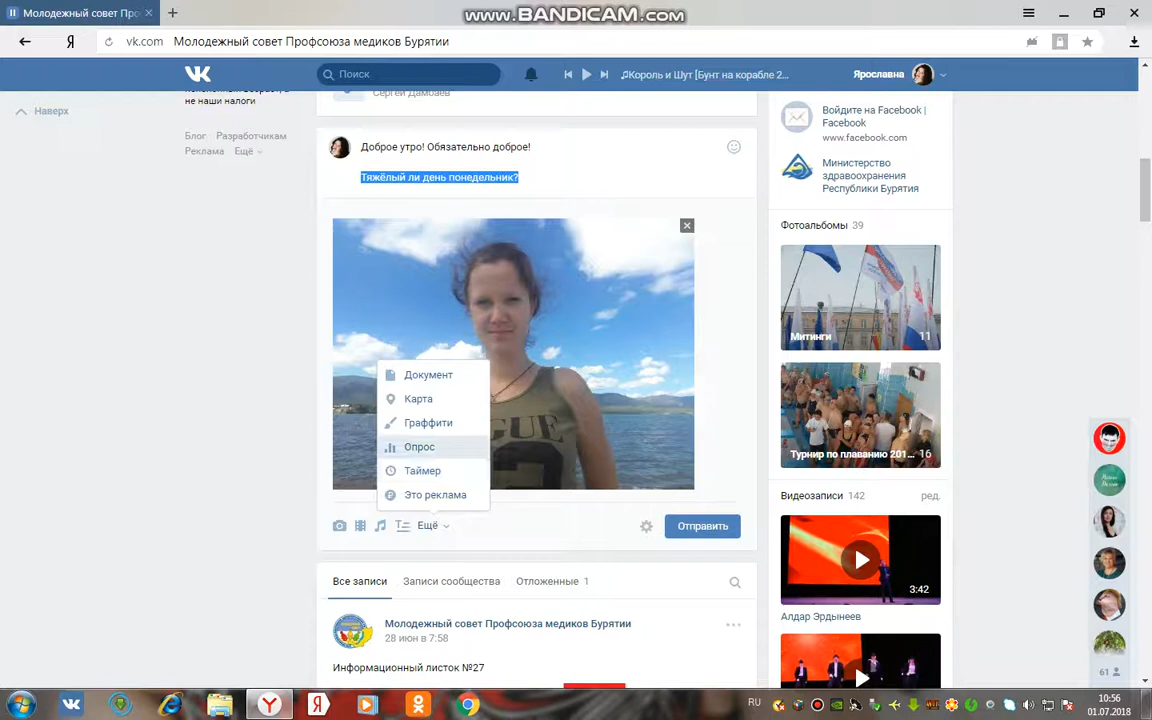 www.BANDICAM.com
Молодежный совет Про
vk.com Молодежный совет Профсоюза медиков Бурятии
Поиск
Король и Шут [Бунт на корабле 2...
Ярославна
Наверх
не наши налоги
Блог Разработчикам
Реклама Ещё
Сергей Дамбаев
Доброе утро! Обязательно доброе!
Тяжёлый ли день понедельник?
Документ
Карта
Граффити
Опрос
Таймер
Это реклама
Ещё
Отправить
Все записи Записи сообщества Отложенные 1
Молодежный совет Профсоюза медиков Бурятии
28 июн в 7:58
Информационный листок №27
Войдите на Facebook |
Facebook
www.facebook.com
Министерство
здравоохранения
Республики Бурятия
Фотоальбомы 39
Митинги 11
Турнир по плаванию 201... 16
Видеозаписи 142 ред.
3:42
Алдар Эрдынеев
61
RU
10:56
01.07.2018